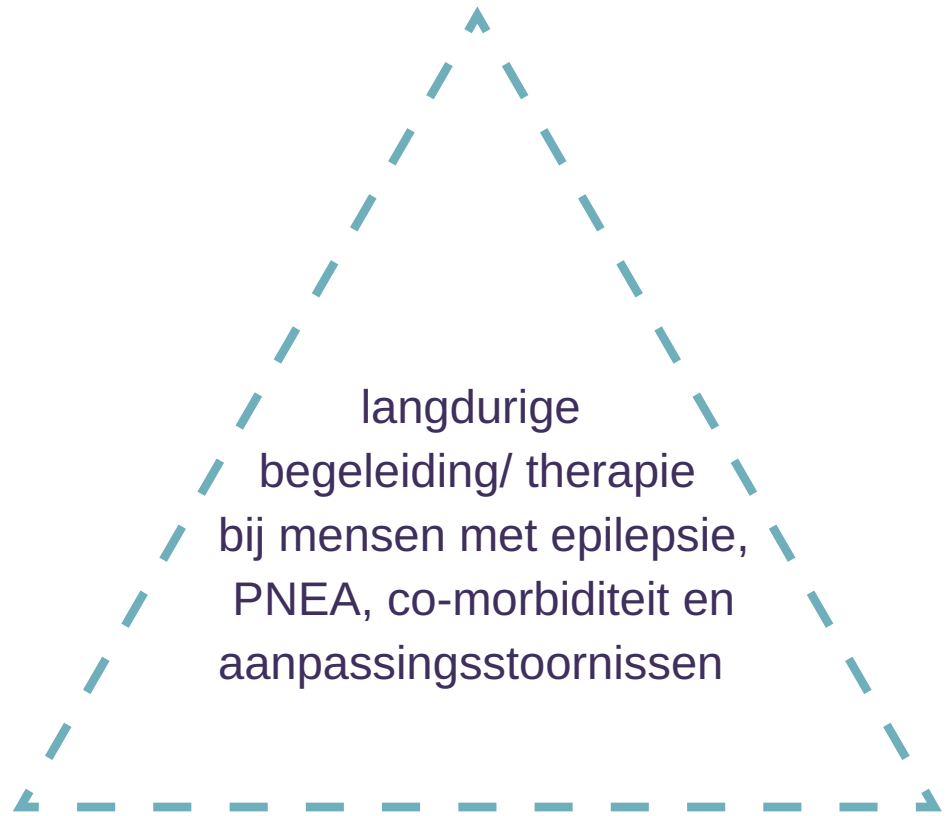 langdurige
begeleiding/ therapie
bij mensen met epilepsie,
PNEA, co-morbiditeit en
aanpassingsstoornissen